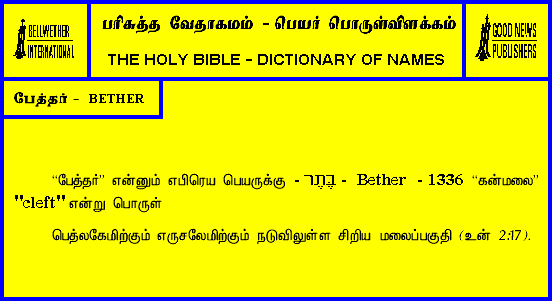 BELLWETHER
INTERNATIONAL
பரிசுத்த வேதாகமம் - பெயர் பொருள்விளக்கம்
THE HOLY BIBLE - DICTIONARY OF NAMES
GOOD NEWS
PUBLISHERS
பேத்தர் - BETHER
“பேத்தர்” என்னும் எபிரெய பெயருக்கு - בֶּתֶר - Bether - 1336 “கன்மலை”
"cleft" என்று பொருள்
பெத்லகேமிற்கும் எருசலேமிற்கும் நடுவிலுள்ள சிறிய மலைப்பகுதி (உன் 2:17).